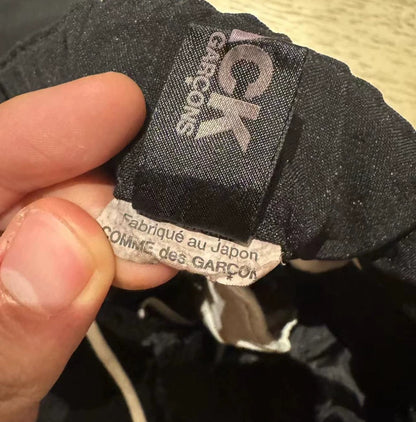 CK
GARÇONS
Fabriqué au Japon
COMME des GARÇON